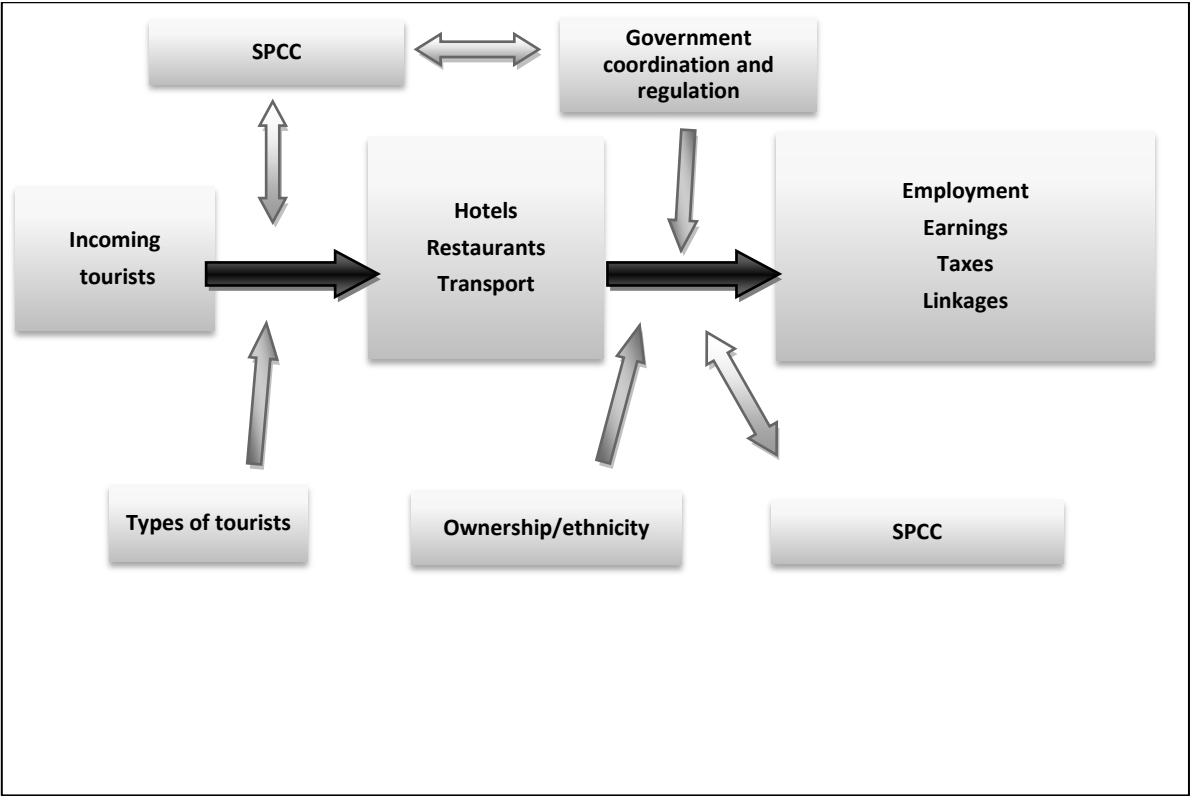 SPCC
Government
coordination and
regulation
Incoming
tourists
Hotels
Restaurants
Transport
Employment
Earnings
Taxes
Linkages
Types of tourists
Ownership/ethnicity
SPCC